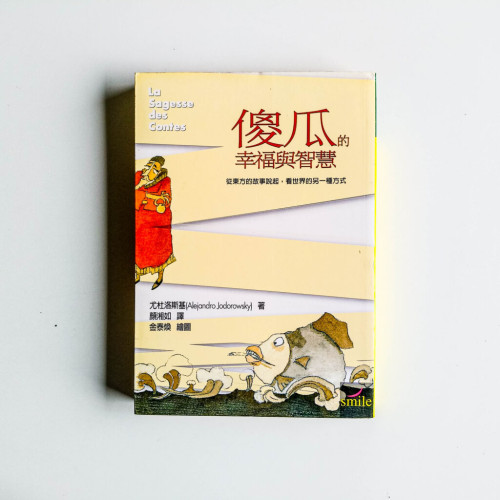 La
Sagesse
des
Contes
傻瓜的
幸福與智慧
從東方的故事說起，看世界的另一種方式
尤杜洛斯基(Alejandro Jodorowsky) 著
顏湘如 譯
金泰煥 繪圖
smile